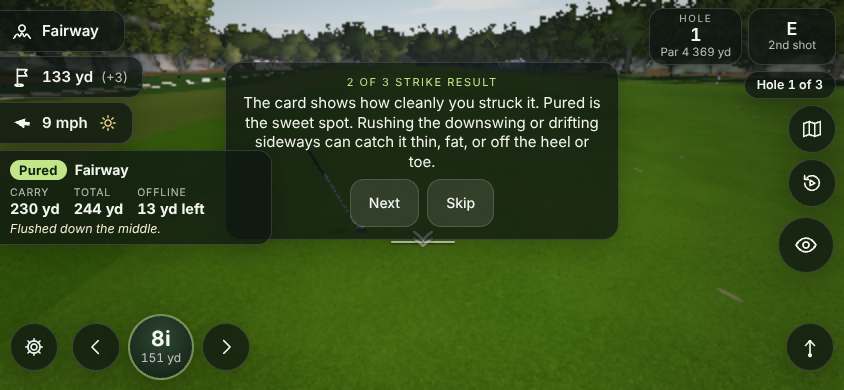 Fairway
133 yd (+3)
9 mph
Pured Fairway
CARRY TOTAL OFFLINE
230 yd 244 yd 13 yd left
Flushed down the middle.
2 OF 3 STRIKE RESULT
The card shows how cleanly you struck it. Pured is
the sweet spot. Rushing the downswing or drifting
sideways can catch it thin, fat, or off the heel or
toe.
Next Skip
HOLE
1
Par 4 369 yd
E
2nd shot
Hole 1 of 3
8i
151 yd